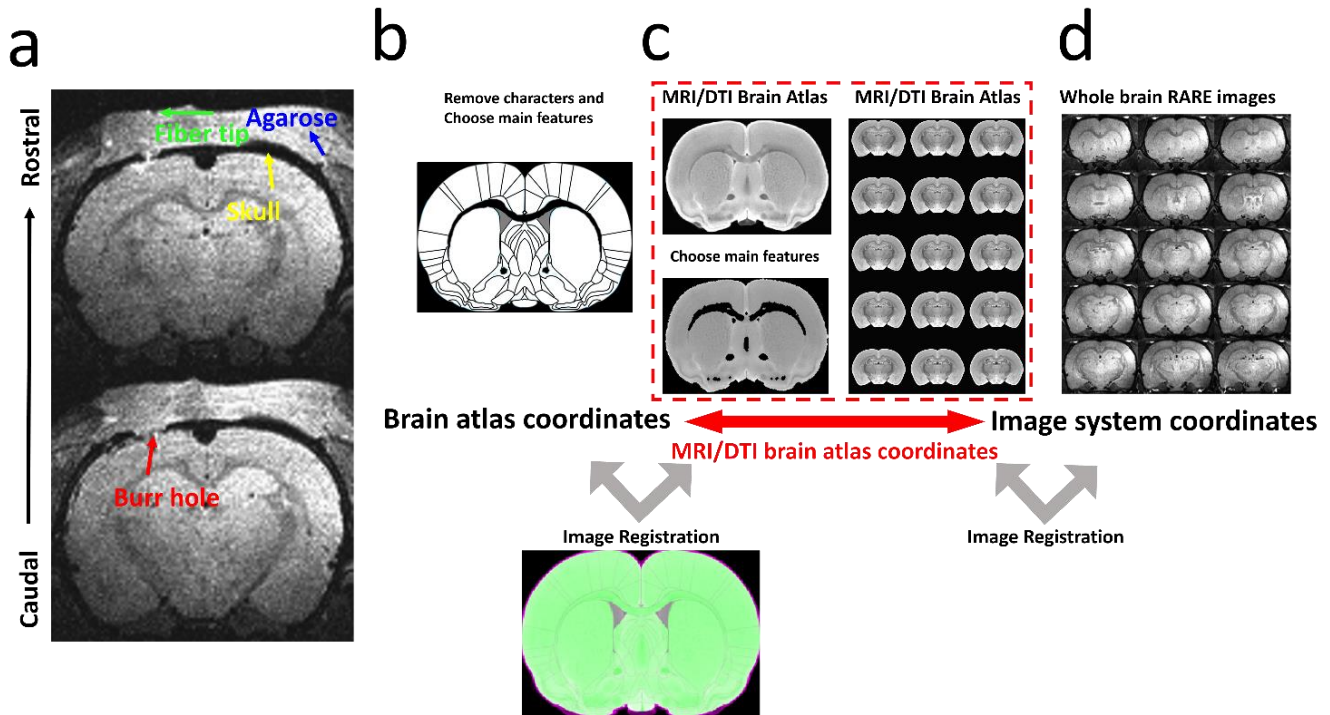 a
Rostral
Caudal
Fiber tip
Agarose
Skull
Burr hole
b
Remove characters and
Choose main features
c
MRI/DTI Brain Atlas
Choose main features
MRI/DTI Brain Atlas
d
Whole brain RARE images
Brain atlas coordinates
Image system coordinates
MRI/DTI brain atlas coordinates
Image Registration
Image Registration